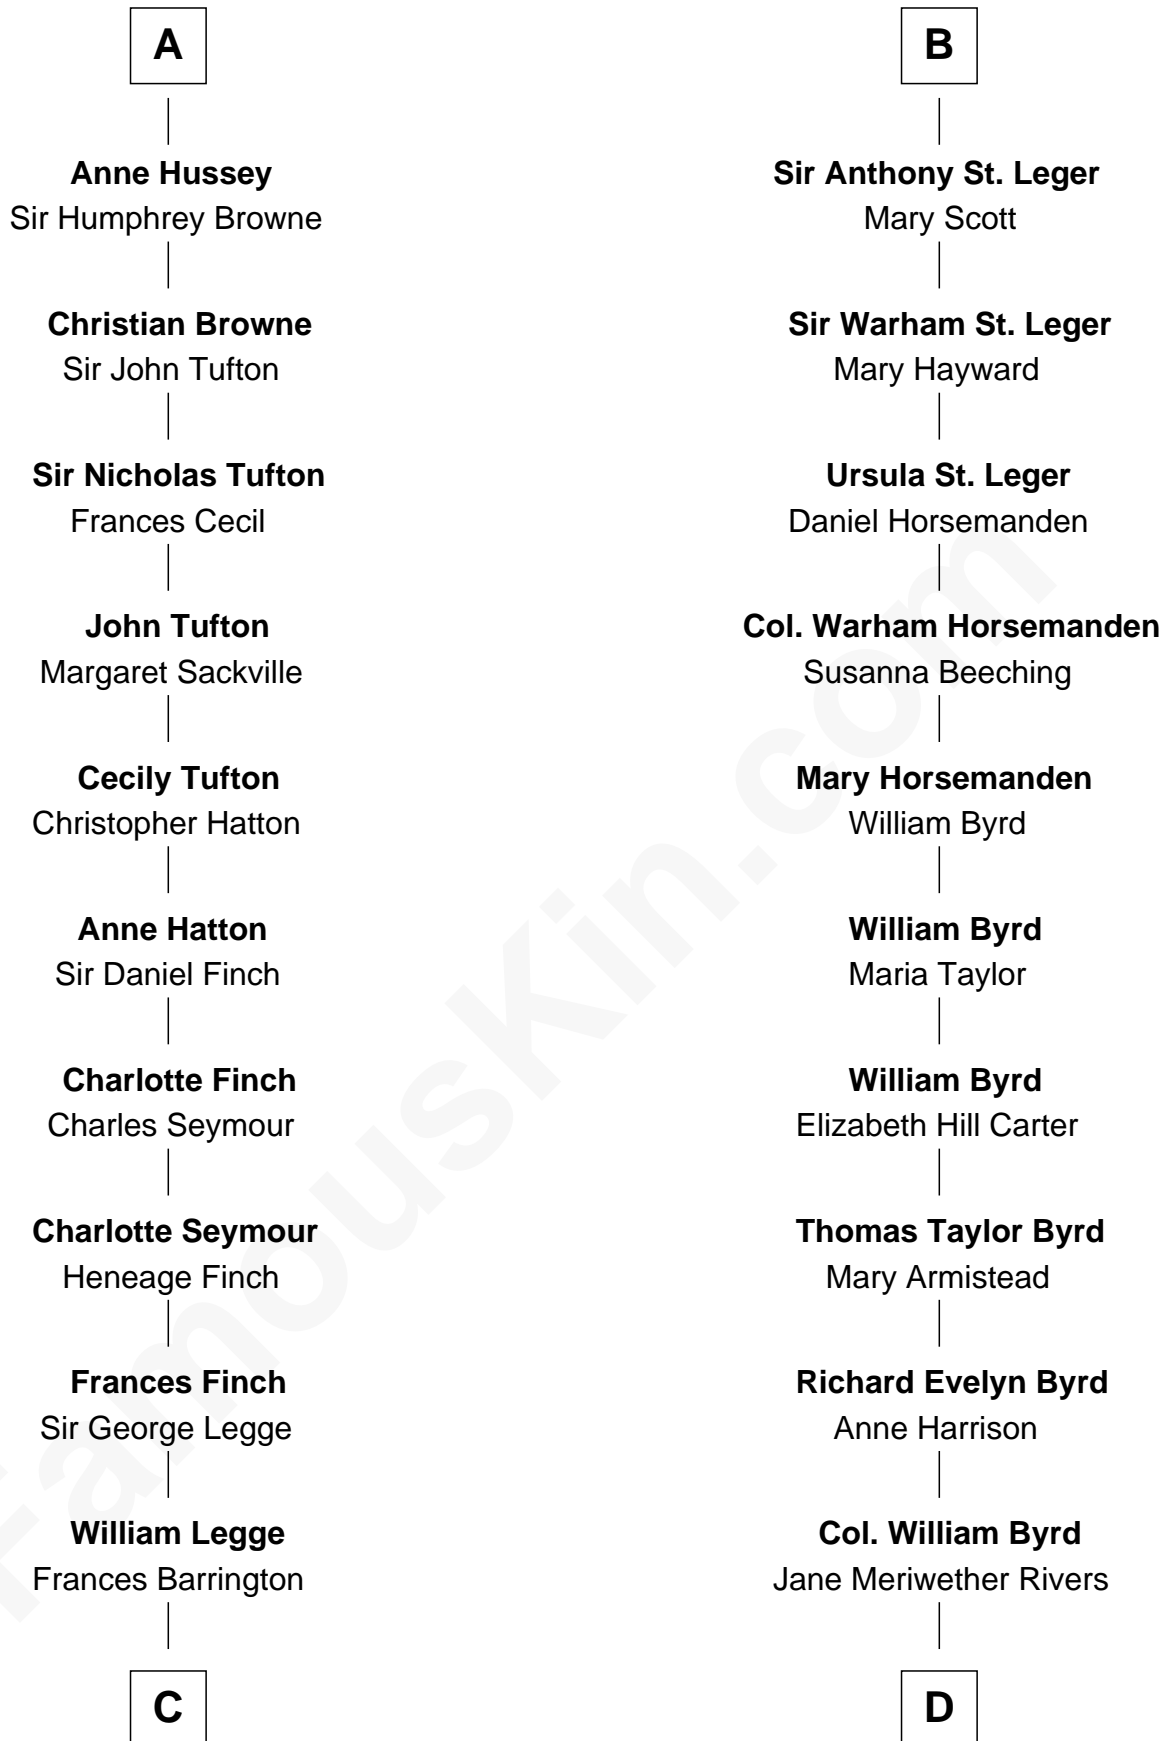 A
Anne Hussey
Sir Humphrey Browne
Christian Browne
Sir John Tufton
Sir Nicholas Tufton
Frances Cecil
John Tufton
Margaret Sackville
Cecily Tufton
Christopher Hatton
Anne Hatton
Sir Daniel Finch
Charlotte Finch
Charles Seymour
Charlotte Seymour
Heneage Finch
Frances Finch
Sir George Legge
William Legge
Frances Barrington
C
B
Sir Anthony St. Leger
Mary Scott
Sir Warham St. Leger
Mary Hayward
Ursula St. Leger
Daniel Horsemanden
Col. Warham Horsemanden
Susanna Beeching
Mary Horsemanden
William Byrd
William Byrd
Maria Taylor
William Byrd
Elizabeth Hill Carter
Thomas Taylor Byrd
Mary Armistead
Richard Evelyn Byrd
Anne Harrison
Col. William Byrd
Jane Meriwether Rivers
D
FamousKin.com